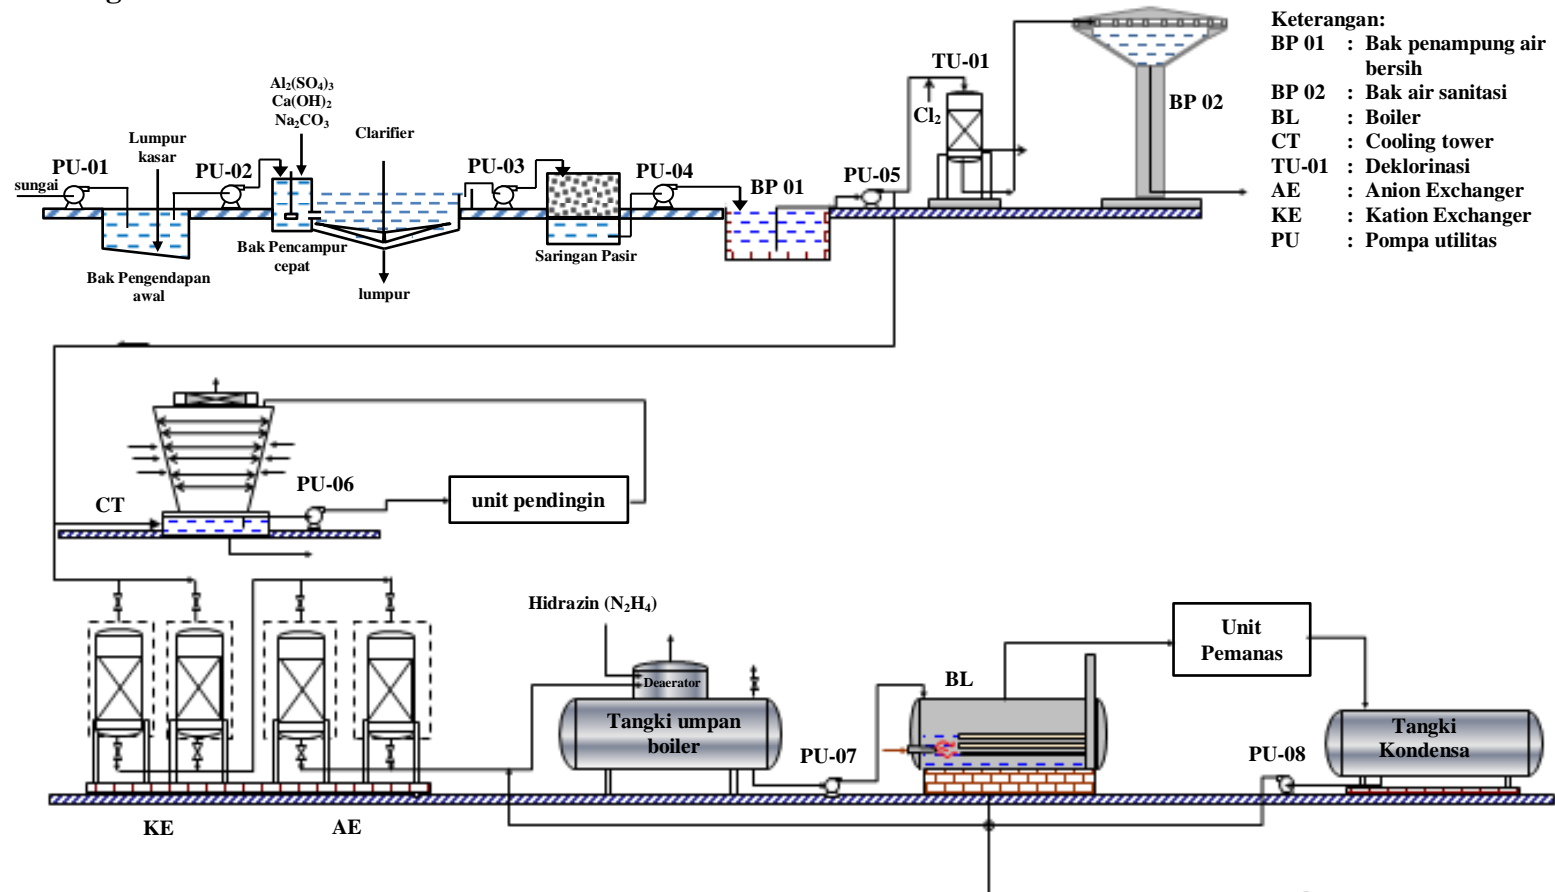 Keterangan:
BP 01 : Bak penampung air
bersih
BP 02 : Bak air sanitasi
BL : Boiler
CT : Cooling tower
TU-01 : Deklorinasi
AE : Anion Exchanger
KE : Kation Exchanger
PU : Pompa utilitas
TU-01
BP 02
Cl₂
Al₂(SO₄)₃
Ca(OH)₂
Na₂CO₃
Clarifier
Lumpur
kasar
PU-01
PU-02
PU-03
PU-04
BP 01
PU-05
sungai
Bak Pengendapan
awal
Bak Pencampur
cepat
lumpur
Saringan Pasir
CT
PU-06
unit pendingin
Hidrazin (N₂H₄)
Deaerator
Tangki umpan
boiler
PU-07
BL
Unit
Pemanas
Tangki
Kondensa
PU-08
KE
AE